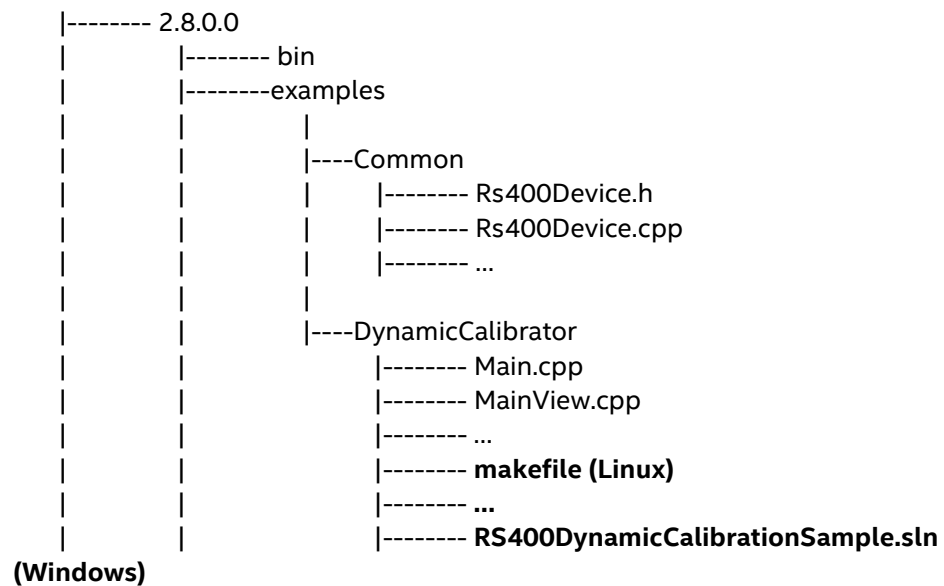 |-------- 2.8.0.0
| |-------- bin
| |--------examples
| | |
| | |----Common
| | | |-------- Rs400Device.h
| | | |-------- Rs400Device.cpp
| | | |-------- ...
| | |
| | |----DynamicCalibrator
| | |-------- Main.cpp
| | |-------- MainView.cpp
| | |-------- ...
| | |-------- makefile (Linux)
| | |-------- ...
| | |-------- RS400DynamicCalibrationSample.sln
(Windows)